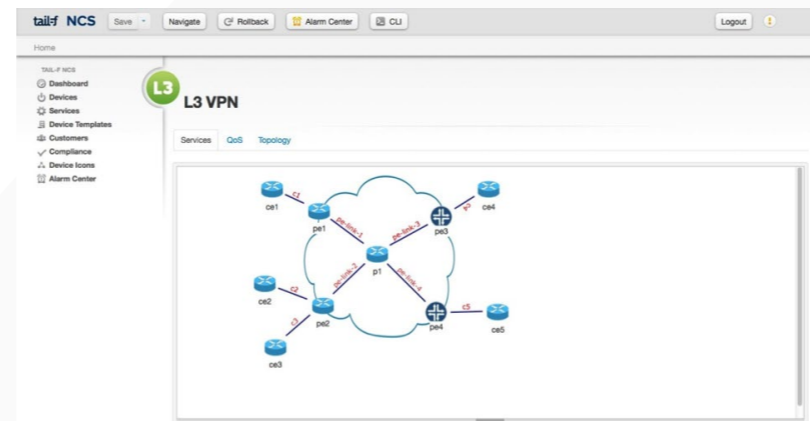 tail-f NCS Save Navigate Rollback Alarm Center CLI Logout
Home
TAIL-F NCS
Dashboard
Devices
Services
Device Templates
Customers
Compliance
Device Icons
Alarm Center
L3
L3 VPN
Services QoS Topology
ce1
c1
pe1
pe-link-1
pe-link-3
pe3
ce4
p1
ce2
c2
pe-link-2
pe-link-4
pe2
c3
ce3
pe4
c5
ce5